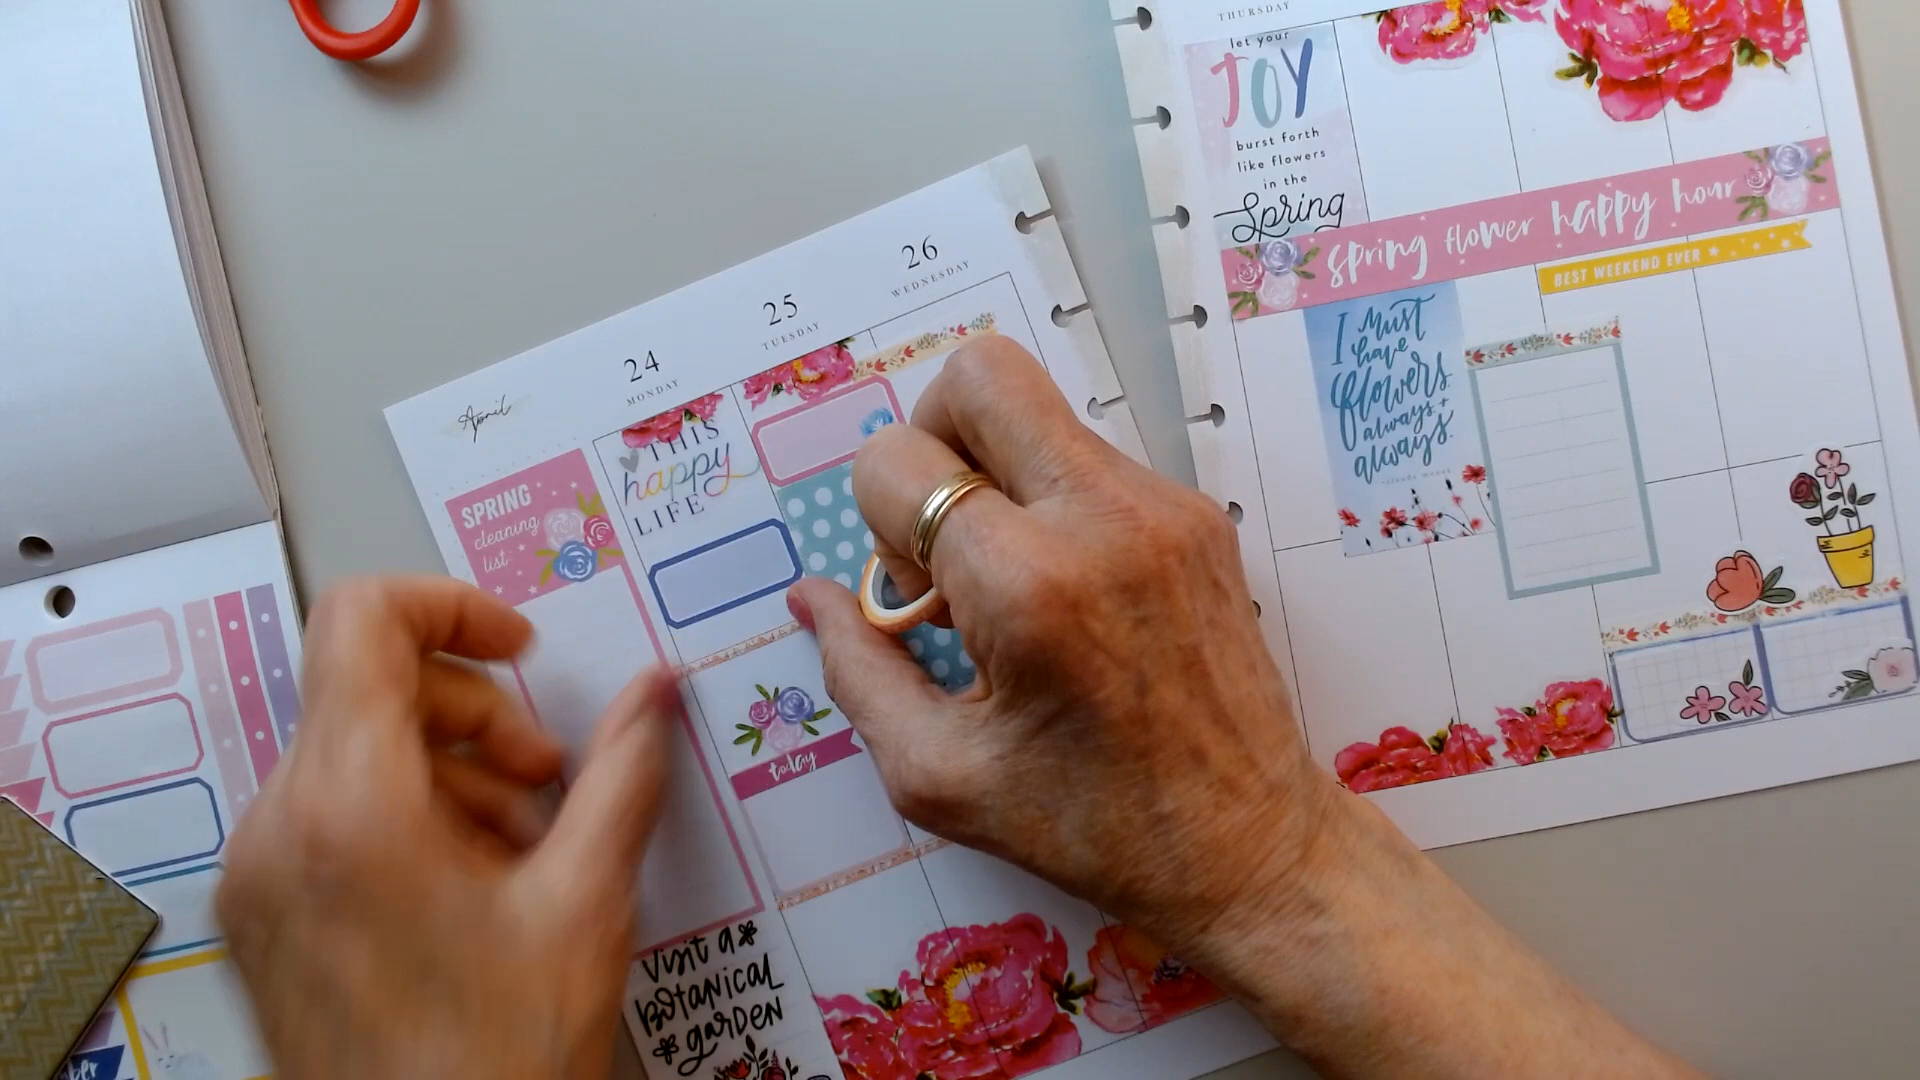 April
24
MONDAY
25
TUESDAY
26
WEDNESDAY
SPRING
cleaning
list
THIS
happy
LIFE
today
Visit a
BOTANICAL
garden
THURSDAY
let your
JOY
burst forth
like flowers
in the
Spring
spring flower happy hour
BEST WEEKEND EVER
I Must
have
flowers
always +
always.
-claude monet